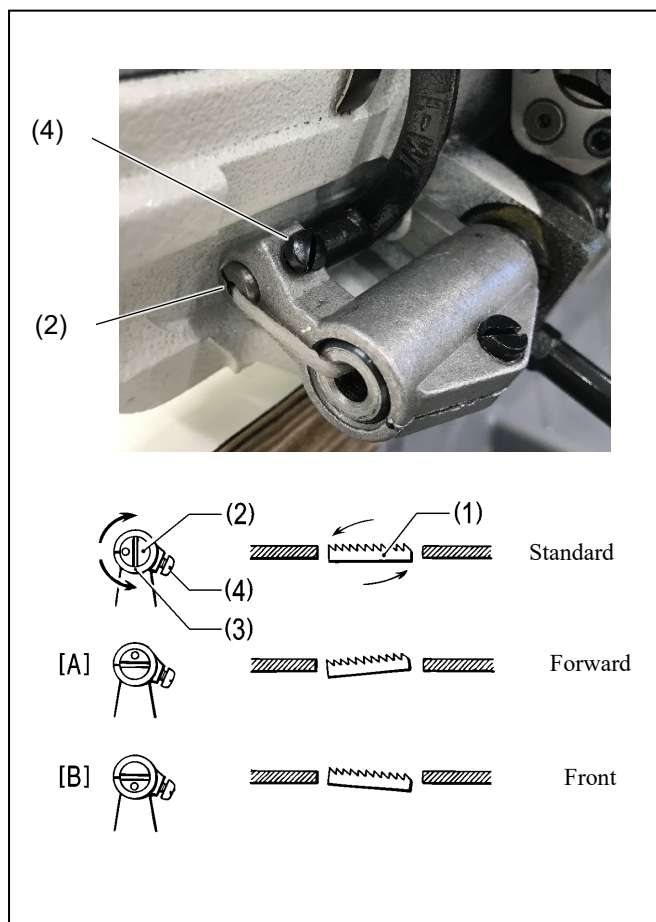 (4)
(2)
(2)
(1)
Standard
(4)
(3)
[A]
Forward
[B]
Front